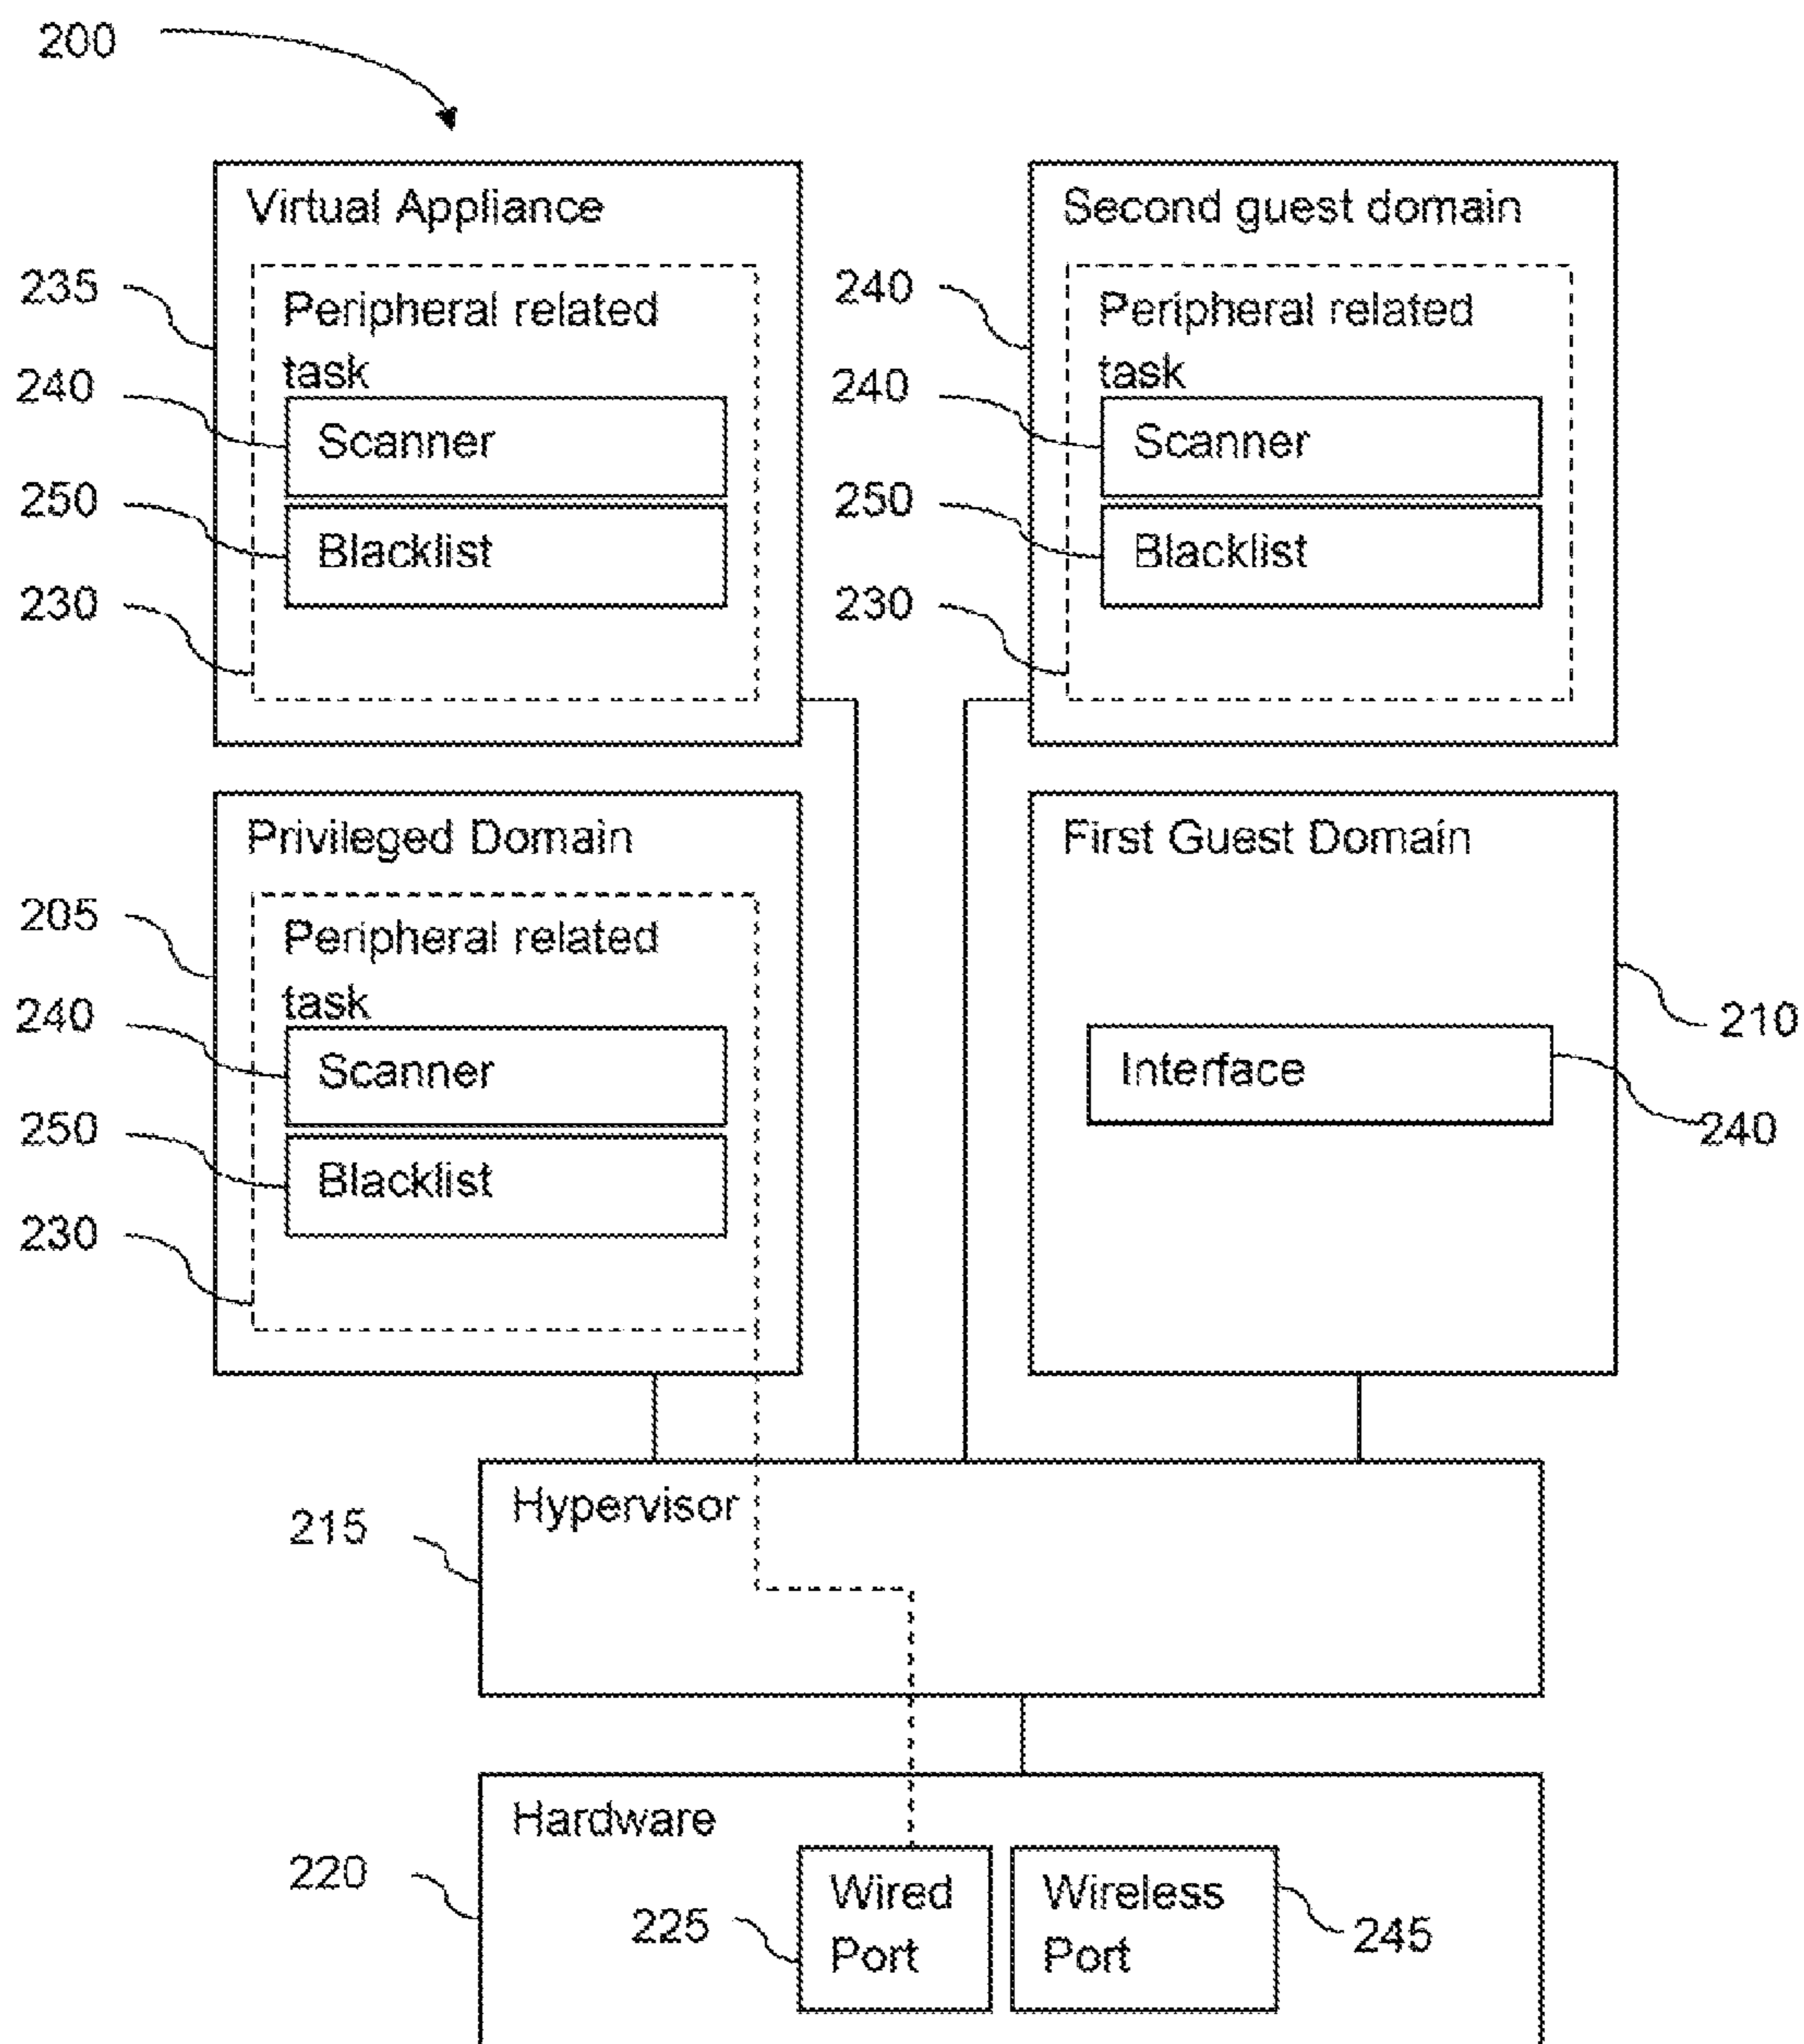 200
Virtual Appliance
235
Peripheral related
task
240
Scanner
250
Blacklist
230
Second guest domain
240
Peripheral related
task
240
Scanner
250
Blacklist
230
Privileged Domain
205
Peripheral related
task
240
Scanner
250
Blacklist
230
First Guest Domain
210
Interface
240
Hypervisor
215
Hardware
220
Wired
Port
225
Wireless
Port
245